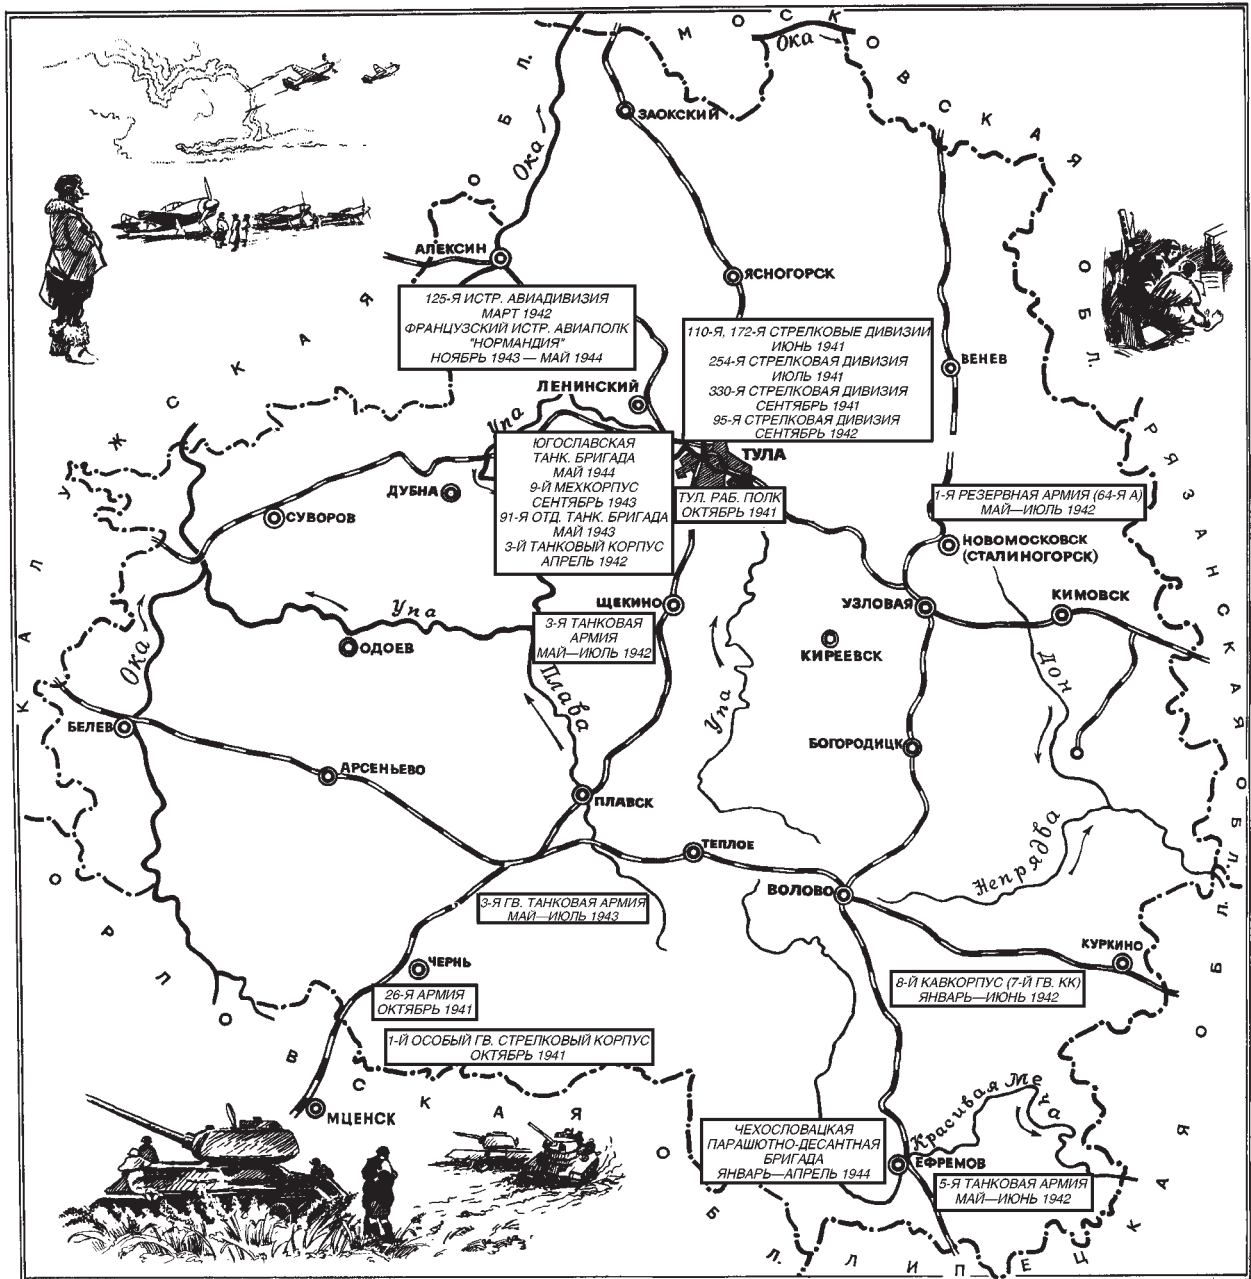 МОСКОВСКАЯ ОБЛ.
КАЛУЖСКАЯ ОБЛ.
Ока
Ока
ЗАОКСКИЙ
АЛЕКСИН
ЯСНОГОРСК
125-Я ИСТР. АВИАДИВИЗИЯ
МАРТ 1942
ФРАНЦУЗСКИЙ ИСТР. АВИАПОЛК
"НОРМАНДИЯ"
НОЯБРЬ 1943 — МАЙ 1944
110-Я, 172-Я СТРЕЛКОВЫЕ ДИВИЗИИ
ИЮНЬ 1941
254-Я СТРЕЛКОВАЯ ДИВИЗИЯ
ИЮЛЬ 1941
330-Я СТРЕЛКОВАЯ ДИВИЗИЯ
СЕНТЯБРЬ 1941
95-Я СТРЕЛКОВАЯ ДИВИЗИЯ
СЕНТЯБРЬ 1942
ВЕНЕВ
ЛЕНИНСКИЙ
Упа
ЮГОСЛАВСКАЯ
ТАНК. БРИГАДА
МАЙ 1944
9-Й МЕХКОРПУС
СЕНТЯБРЬ 1943
91-Я ОТД. ТАНК. БРИГАДА
МАЙ 1943
3-Й ТАНКОВЫЙ КОРПУС
АПРЕЛЬ 1942
ТУЛА
ТУЛ. РАБ. ПОЛК
ОКТЯБРЬ 1941
ДУБНА
СУВОРОВ
1-Я РЕЗЕРВНАЯ АРМИЯ (64-Я А)
МАЙ—ИЮЛЬ 1942
НОВОМОСКОВСК
(СТАЛИНОГОРСК)
РЯЗАНСКАЯ ОБЛ.
ЩЕКИНО
УЗЛОВАЯ
КИМОВСК
Упа
3-Я ТАНКОВАЯ
АРМИЯ
МАЙ—ИЮЛЬ 1942
ОДОЕВ
КИРЕЕВСК
Ока
Плава
Упа
Дон
БЕЛЕВ
БОГОРОДИЦК
АРСЕНЬЕВО
ПЛАВСК
ТЕПЛОЕ
Непрядва
ВОЛОВО
3-Я ГВ. ТАНКОВАЯ АРМИЯ
МАЙ—ИЮЛЬ 1943
КУРКИНО
ЧЕРНЬ
8-Й КАВКОРПУС (7-Й ГВ. КК)
ЯНВАРЬ—ИЮНЬ 1942
26-Я АРМИЯ
ОКТЯБРЬ 1941
1-Й ОСОБЫЙ ГВ. СТРЕЛКОВЫЙ КОРПУС
ОКТЯБРЬ 1941
МЦЕНСК
ОРЛОВСКАЯ ОБЛ.
Красивая Меча
ЧЕХОСЛОВАЦКАЯ
ПАРАШЮТНО-ДЕСАНТНАЯ
БРИГАДА
ЯНВАРЬ—АПРЕЛЬ 1944
ЕФРЕМОВ
5-Я ТАНКОВАЯ АРМИЯ
МАЙ—ИЮНЬ 1942
ЛИПЕЦКАЯ ОБЛ.